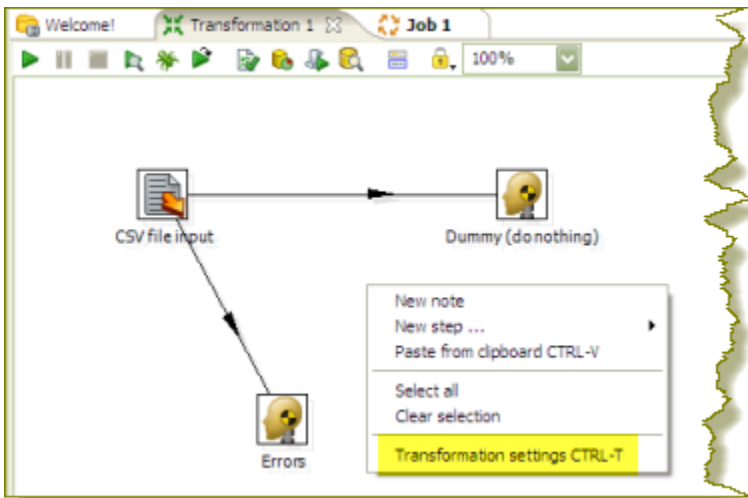 Welcome!
Transformation 1
Job 1
100%
CSV file input
Dummy (do nothing)
New note
New step ...
Paste from clipboard CTRL-V
Select all
Clear selection
Transformation settings CTRL-T
Errors